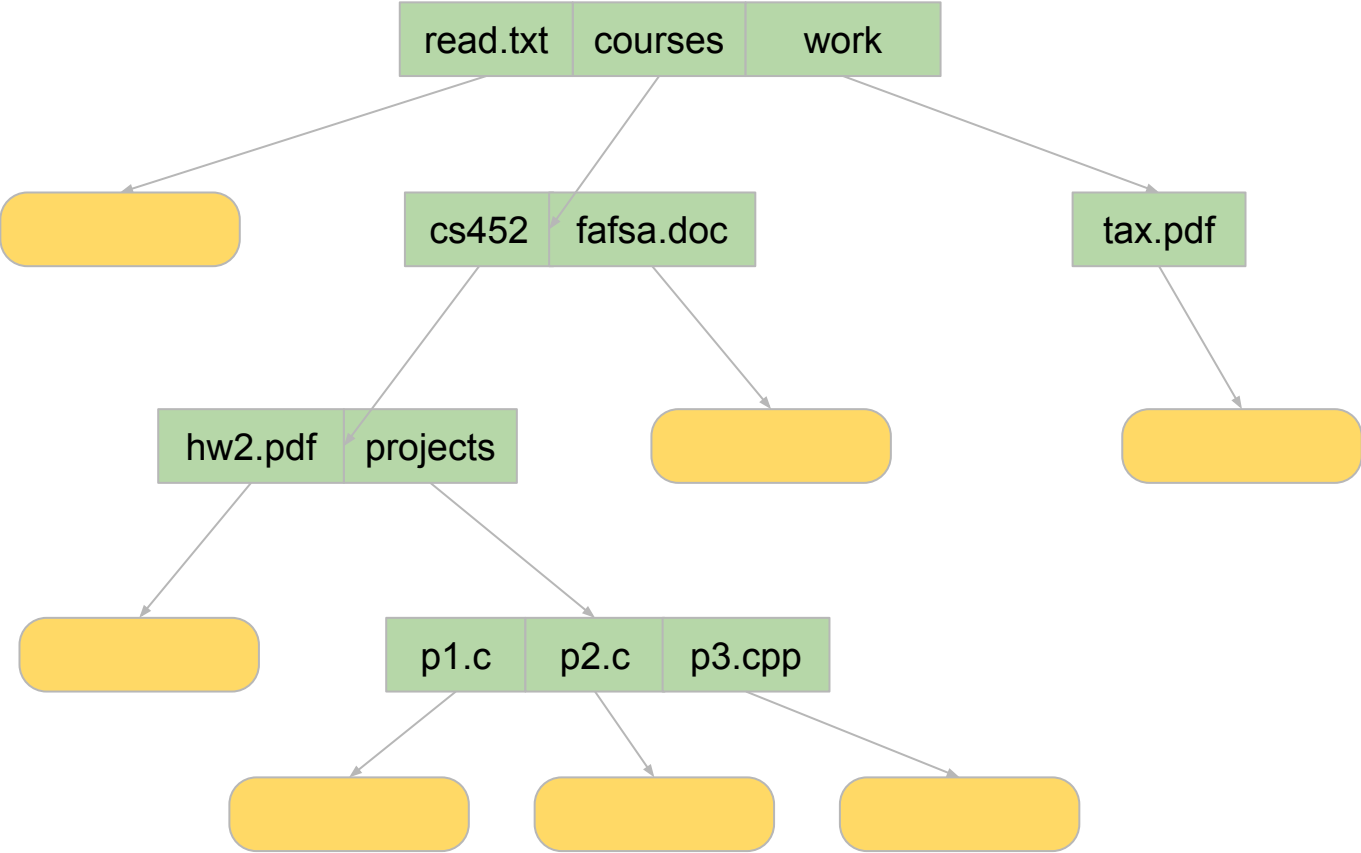 read.txt courses work
cs452 fafsa.doc tax.pdf
hw2.pdf projects
p1.c p2.c p3.cpp